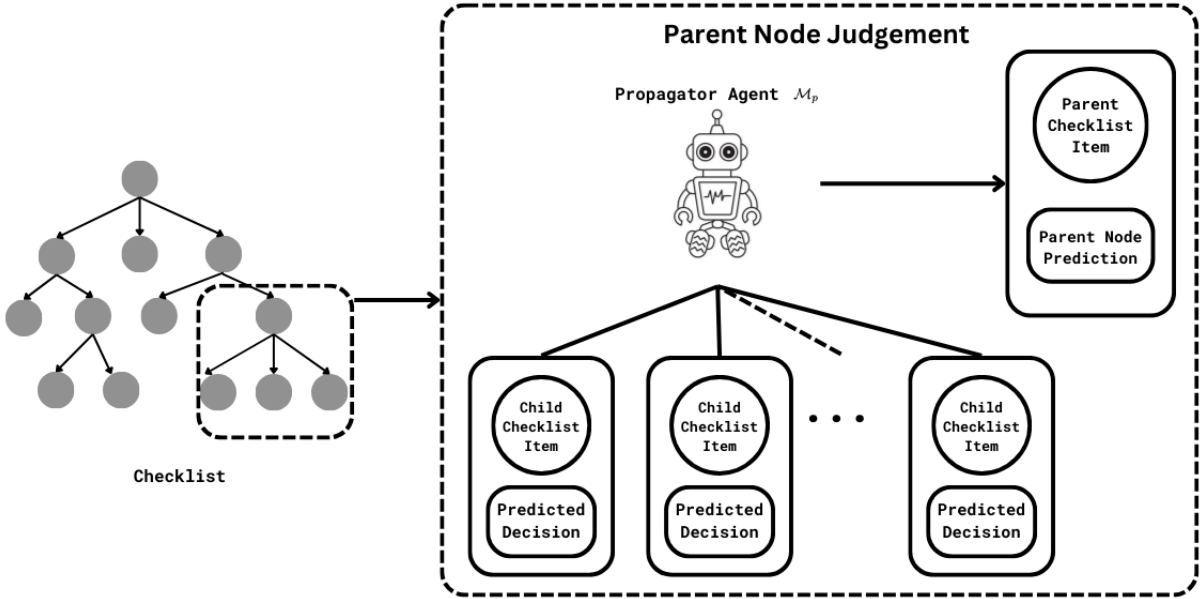 Parent Node Judgement
Propagator Agent ℳₚ
Parent
Checklist
Item
Parent Node
Prediction
Child
Checklist
Item
Predicted
Decision
Child
Checklist
Item
Predicted
Decision
• • •
Child
Checklist
Item
Predicted
Decision
Checklist